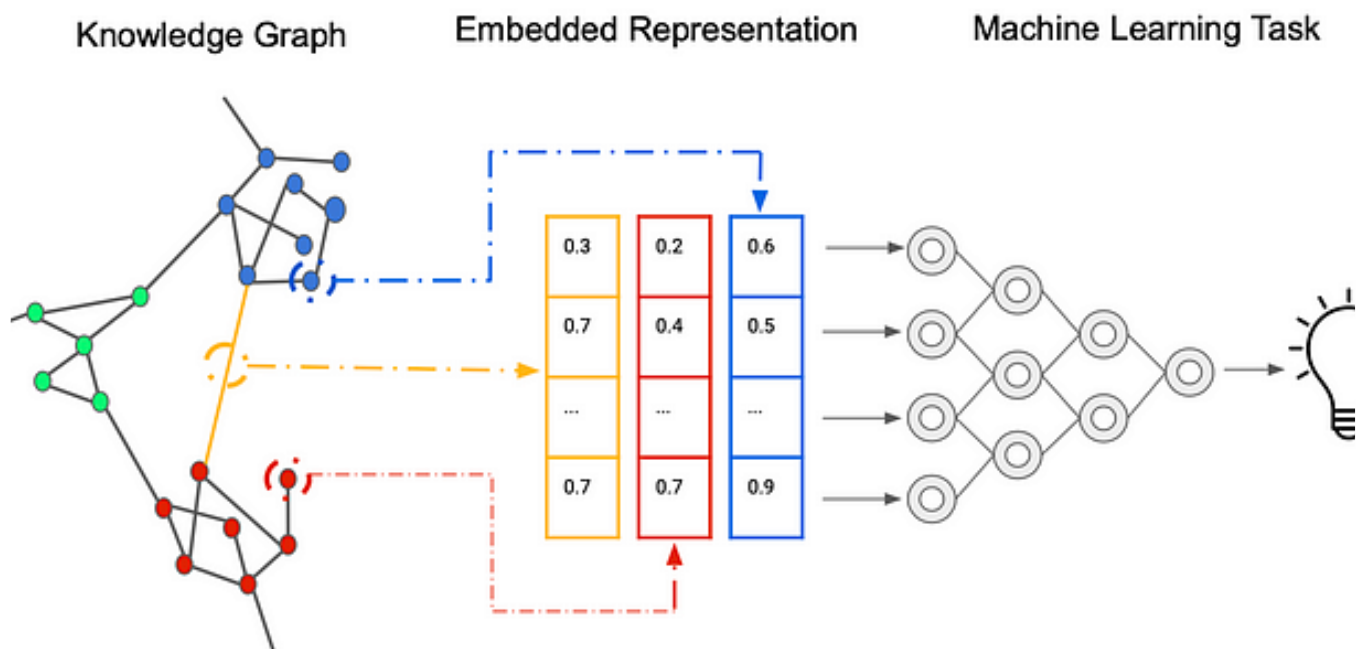 Knowledge Graph
Embedded Representation
Machine Learning Task
0.3 0.2 0.6
0.7 0.4 0.5
... ... ...
0.7 0.7 0.9